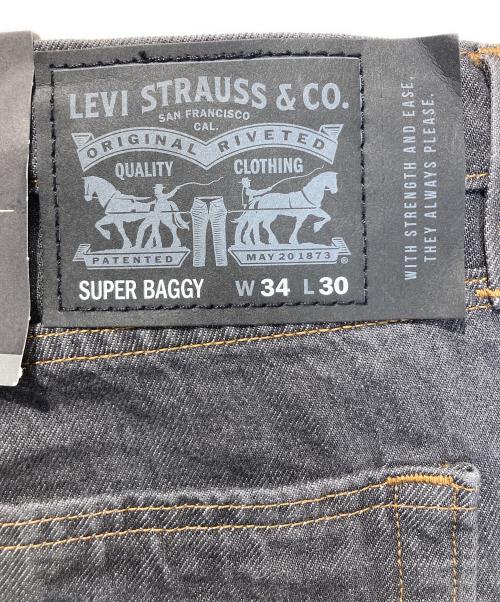 LEVI STRAUSS & CO.
SAN FRANCISCO
CAL.
ORIGINAL RIVETED
QUALITY CLOTHING
PATENTED MAY 20 1873 ®
SUPER BAGGY W 34 L 30
WITH STRENGTH AND EASE,
THEY ALWAYS PLEASE.